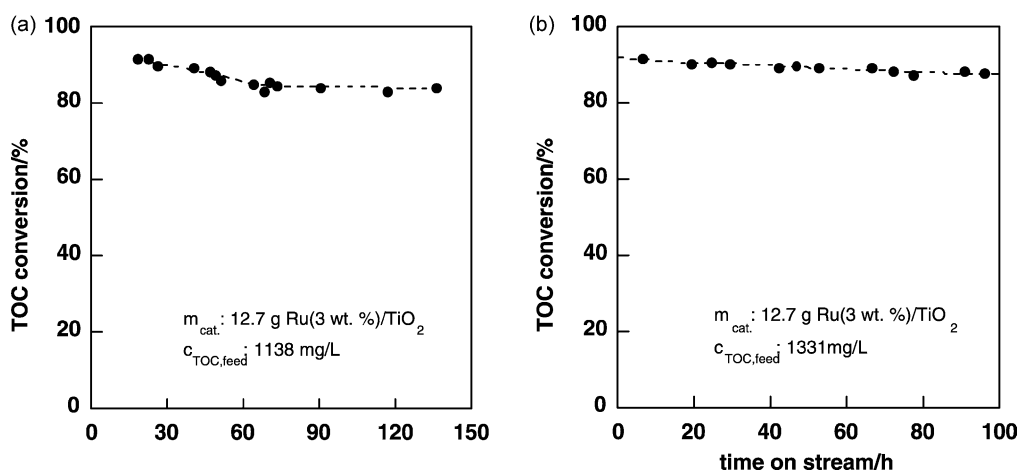 (a)
100
80
60
40
20
0
TOC conversion/%
m cat.: 12.7 g Ru(3 wt. %)/TiO 2
c TOC,feed: 1138 mg/L
0 30 60 90 120 150
(b)
100
80
60
40
20
0
TOC conversion/%
m cat.: 12.7 g Ru(3 wt. %)/TiO 2
c TOC,feed: 1331mg/L
0 20 40 60 80 100
time on stream/h